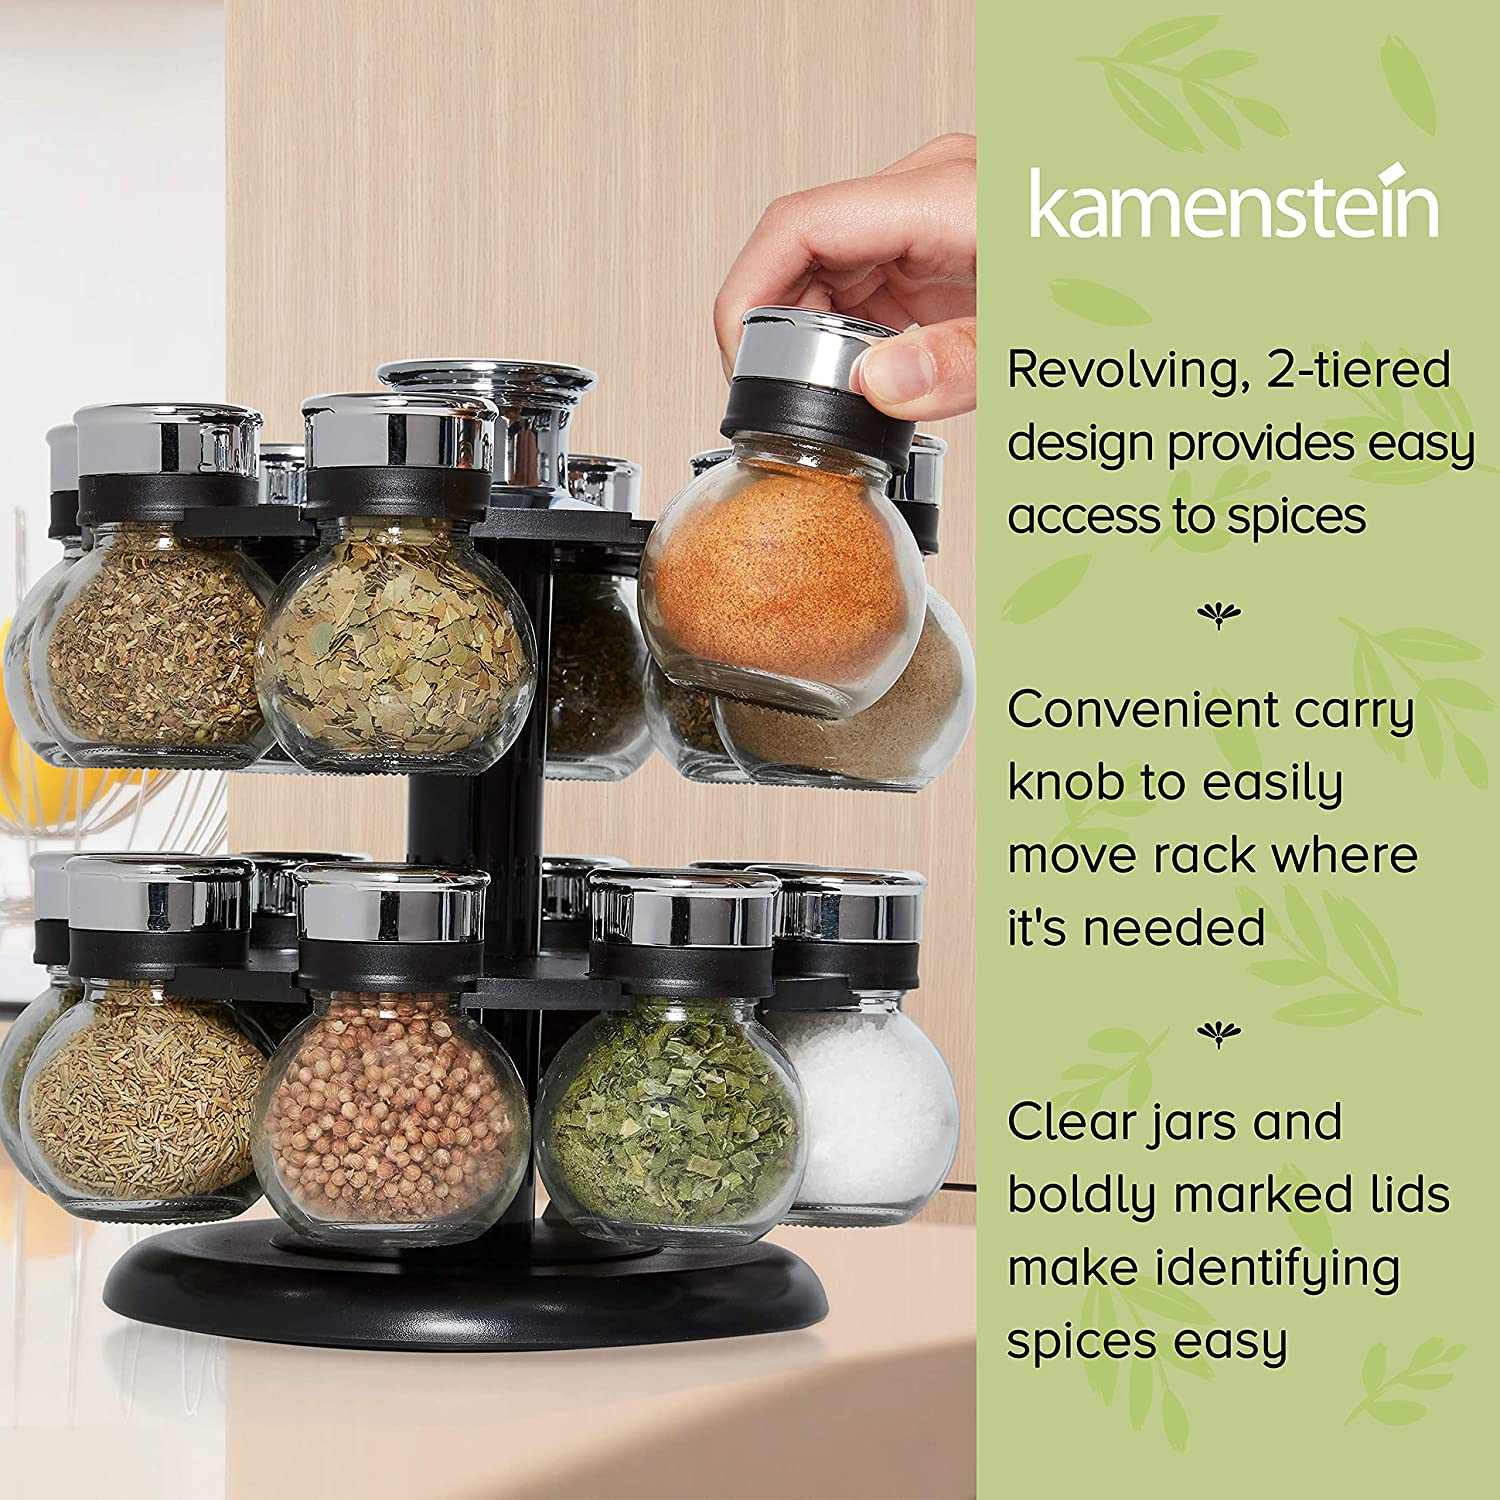 kamenstein
Revolving, 2-tiered
design provides easy
access to spices
Convenient carry
knob to easily
move rack where
it's needed
Clear jars and
boldly marked lids
make identifying
spices easy